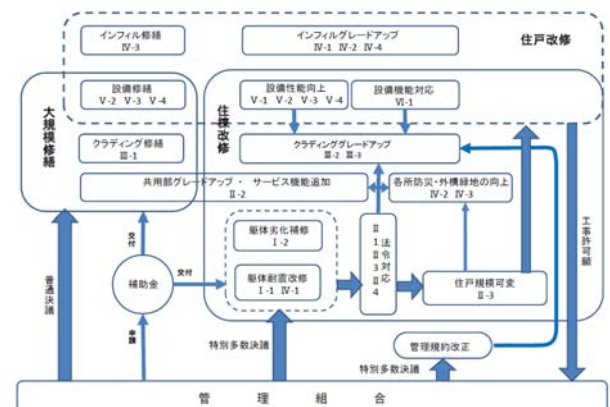 インフィル修繕
Ⅳ-3
インフィルグレードアップ
Ⅳ-1 Ⅳ-2 Ⅳ-4
住戸改修
設備修繕
Ⅴ-2 Ⅴ-3 Ⅴ-4
設備性能向上
Ⅴ-1 Ⅴ-2 Ⅴ-3 Ⅴ-4
設備機能対応
Ⅵ-1
大規模修繕
住棟改修
クラディング修繕
Ⅲ-1
クラディンググレードアップ
Ⅲ-2 Ⅲ-3
共用部グレードアップ ・ サービス機能追加
Ⅱ-2
各所防災・外構緑地の向上
Ⅳ-2 Ⅳ-3
交付
躯体劣化補修
Ⅰ-2
法令対応
Ⅱ1Ⅱ3Ⅱ4
補助金
交付
躯体耐震改修
Ⅰ-1 Ⅳ-1
住戸規模可変
Ⅱ-3
工事許可願
普通決議
申請
特別多数決議
管理規約改正
特別多数決議
管理組合